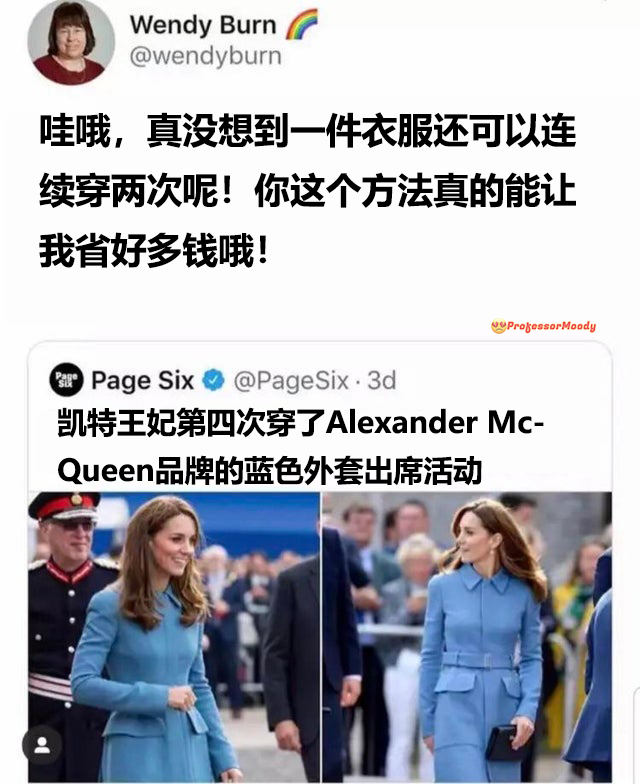 Wendy Burn🌈
@wendyburn
哇哦，真没想到一件衣服还可以连
续穿两次呢！你这个方法真的能让
我省好多钱哦！
ProfessorMoody
Page Six
Page Six @PageSix · 3d
凯特王妃第四次穿了Alexander Mc-
Queen品牌的蓝色外套出席活动